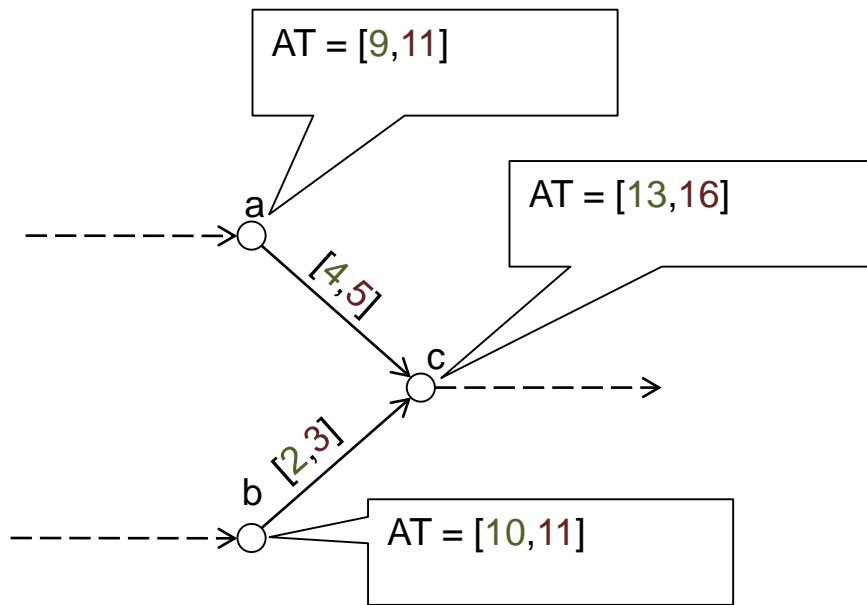 AT = [9,11]
AT = [13,16]
a
[4,5]
c
[2,3]
b
AT = [10,11]